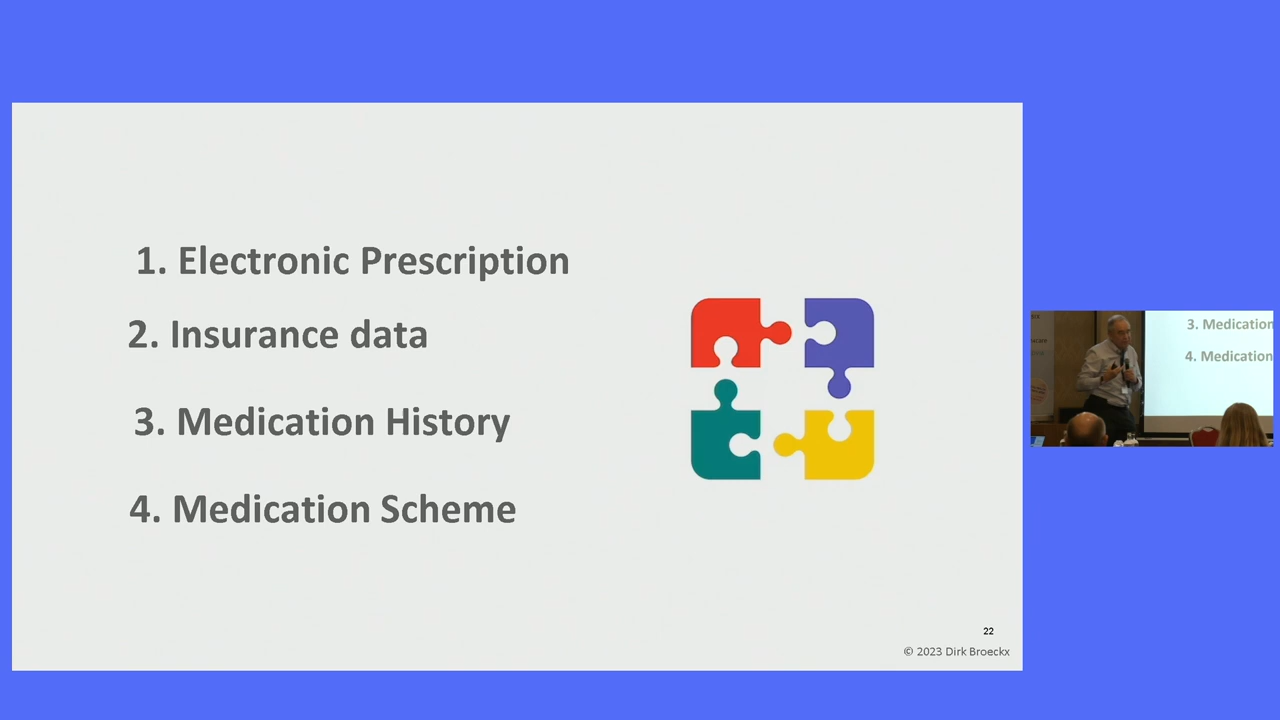 1. Electronic Prescription
2. Insurance data
3. Medication History
4. Medication Scheme
22
© 2023 Dirk Broeckx
3. Medication
4. Medication